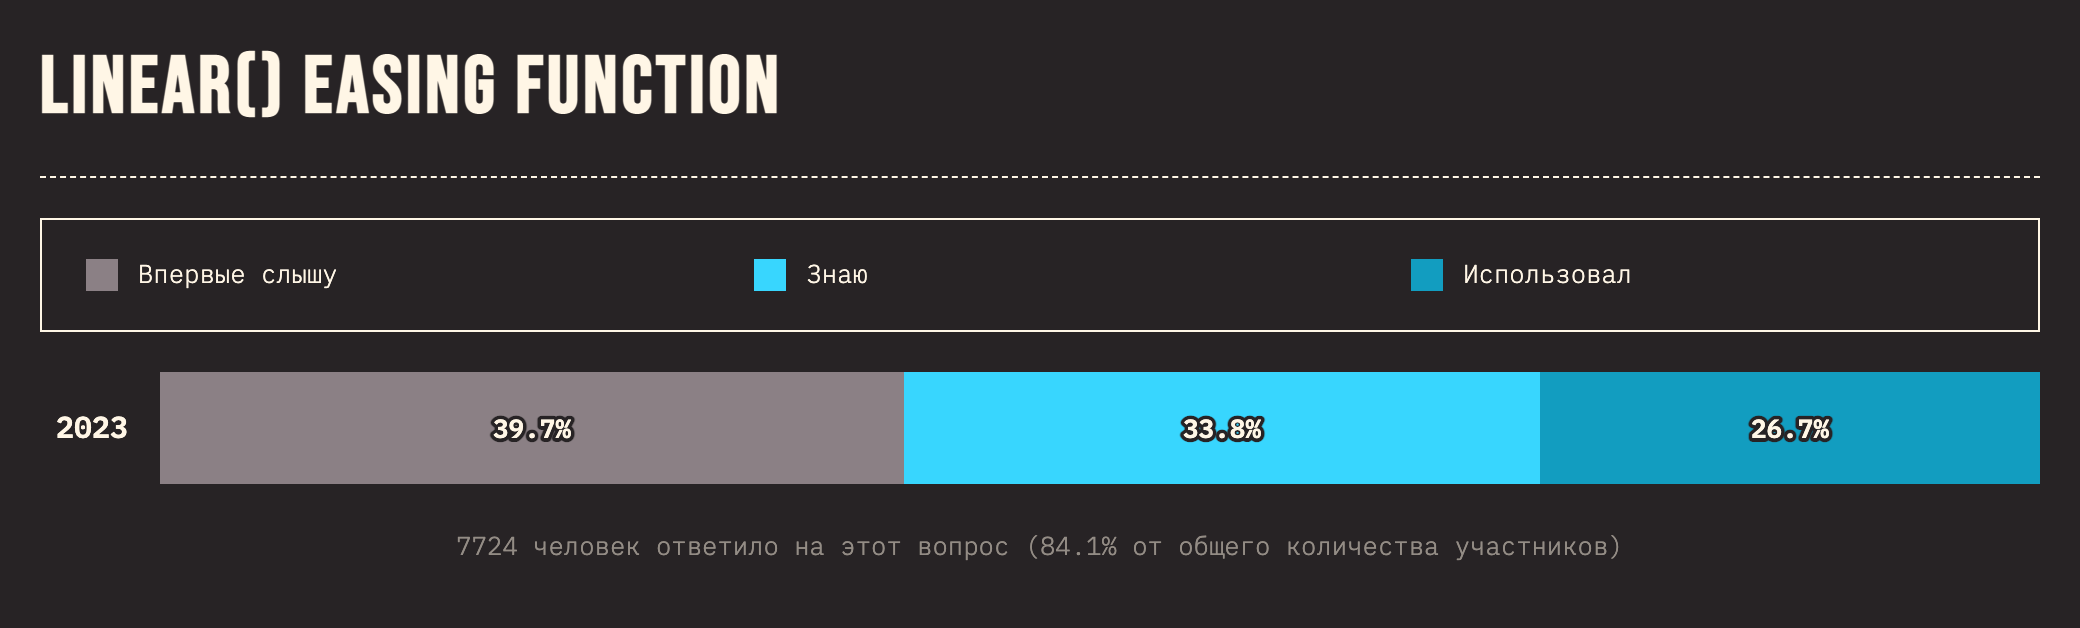 LINEAR() EASING FUNCTION
Впервые слышу
Знаю
Использовал
2023
39.7%
33.8%
26.7%
7724 человек ответило на этот вопрос (84.1% от общего количества участников)